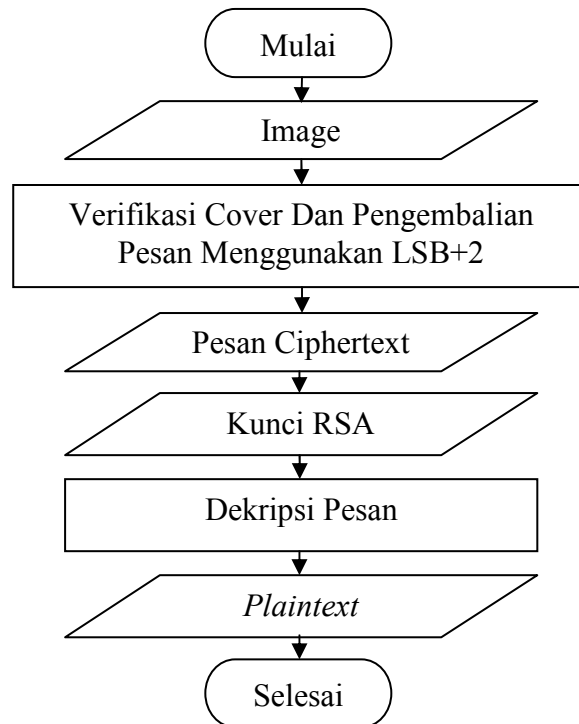 Mulai
Image
Verifikasi Cover Dan Pengembalian
Pesan Menggunakan LSB+2
Pesan Ciphertext
Kunci RSA
Dekripsi Pesan
Plaintext
Selesai